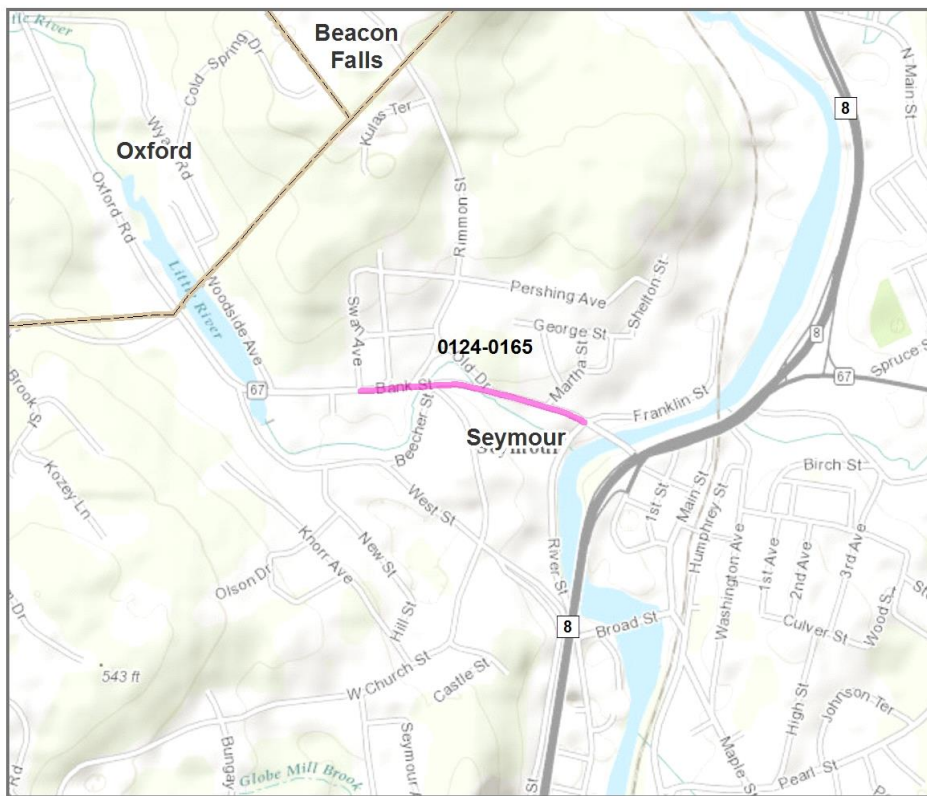 Little River
Beacon
Falls
Cold Spring Dr
N Main St
8
Kulas Ter
Oxford
Oxford Rd
Rimmon St
Little River
Woodside Ave
Pershing Ave
Shelton St
Swan Ave
George St
0124-0165
Old Dr
Martha St
8
67
Bank St
67
Franklin St
Beecher St
Seymour
Seymour
Brook St
Kozey Ln
West St
Birch St
1st St
Main St
Humphrey St
Washington Ave
1st Ave
2nd Ave
3rd Ave
Knorr Ave
New St
River St
Olson Dr
Hill St
8
Broad St
Culver St
Wood S
543 ft
W Church St
Castle St
Johnson Ter
High St
Bungay
Seymour
Maple St
Pearl St
Globe Mill Brook
Rd
St